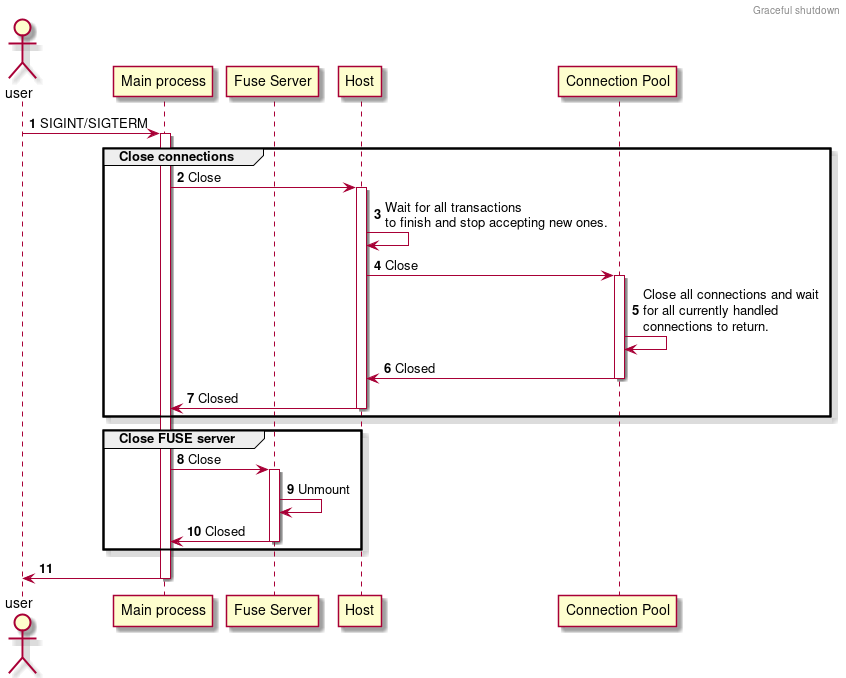 Graceful shutdown
user
Main process
Fuse Server
Host
Connection Pool
1 SIGINT/SIGTERM
Close connections
2 Close
3 Wait for all transactions
to finish and stop accepting new ones.
4 Close
Close all connections and wait
5 for all currently handled
connections to return.
6 Closed
7 Closed
Close FUSE server
8 Close
9 Unmount
10 Closed
11
user
Main process
Fuse Server
Host
Connection Pool